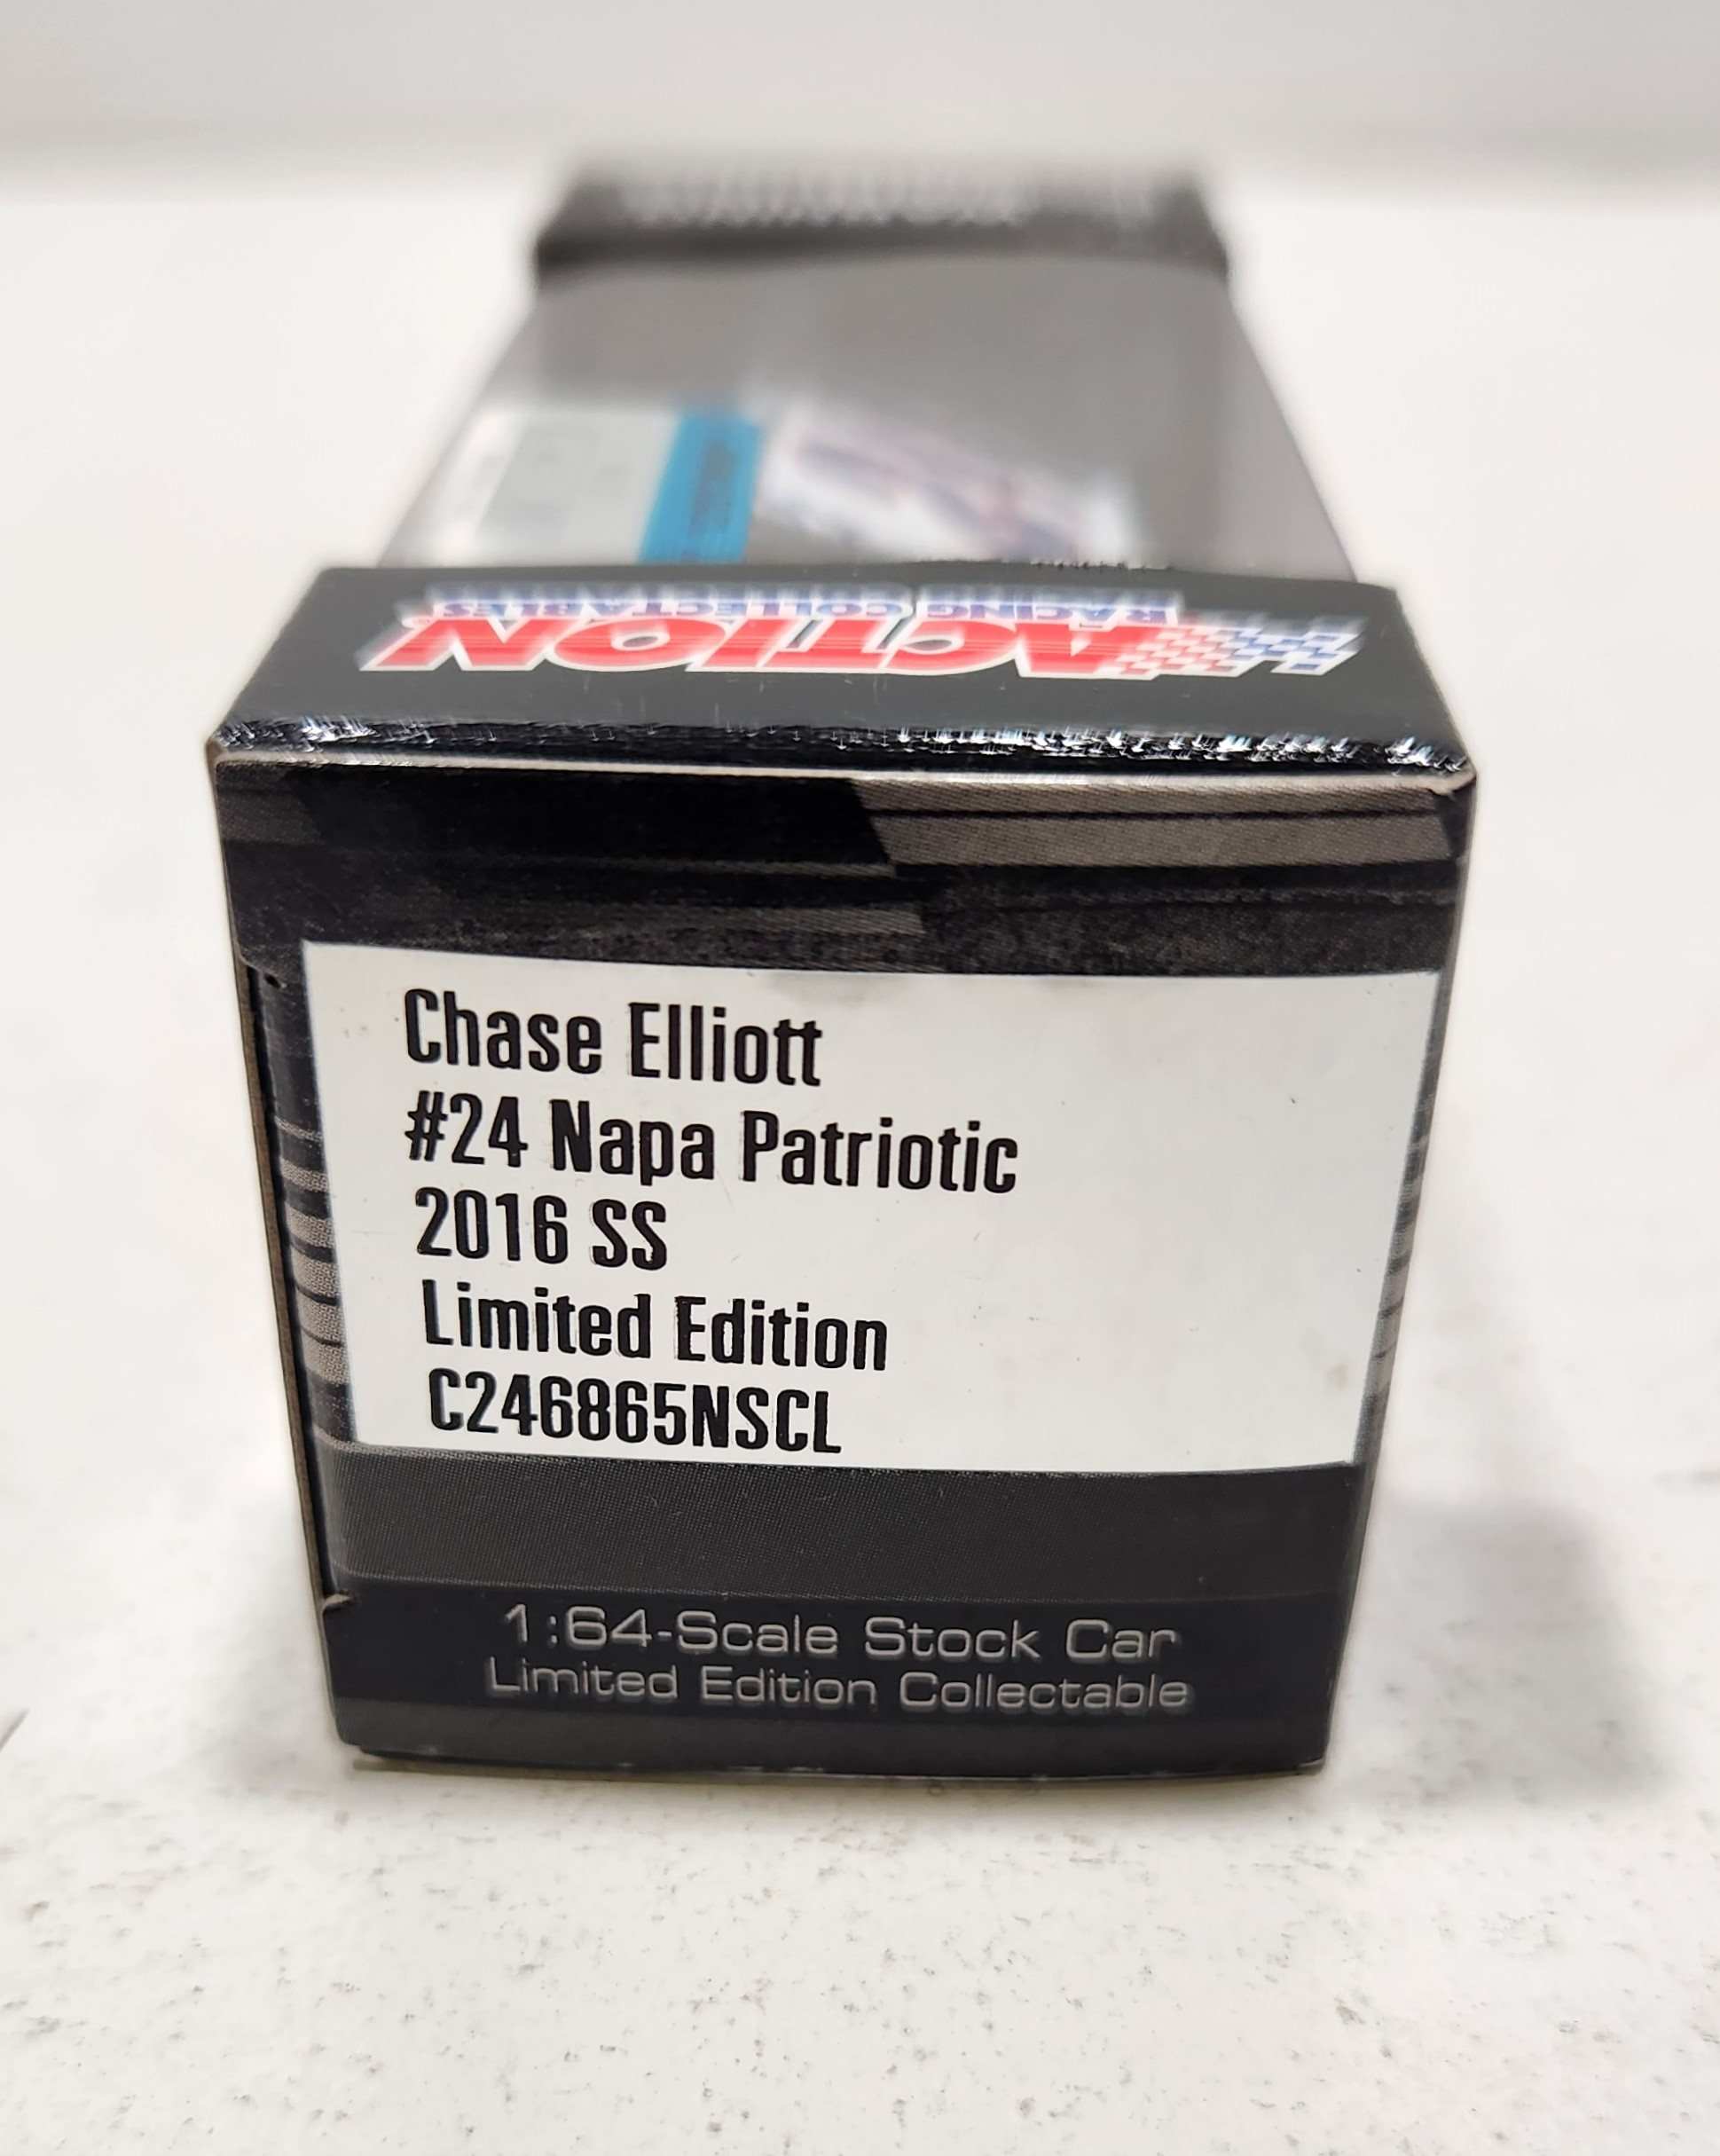 ACTION
RACING COLLECTABLES
Chase Elliott
#24 Napa Patriotic
2016 SS
Limited Edition
C246865NSCL
1:64-Scale Stock Car
Limited Edition Collectable